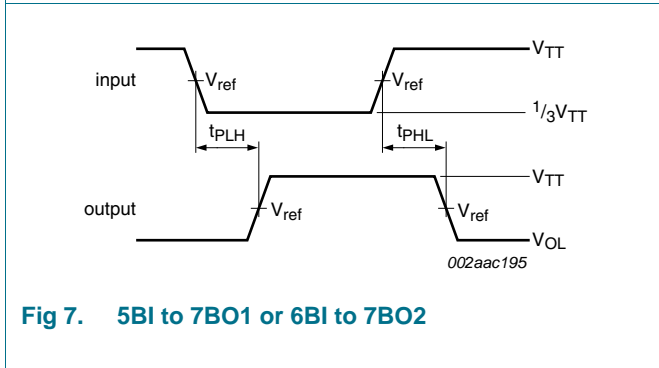 V_TT
input
V_ref
V_ref
1/3V_TT
t_PLH
t_PHL
V_TT
output
V_ref
V_ref
V_OL
002aac195
Fig 7. 5BI to 7BO1 or 6BI to 7BO2